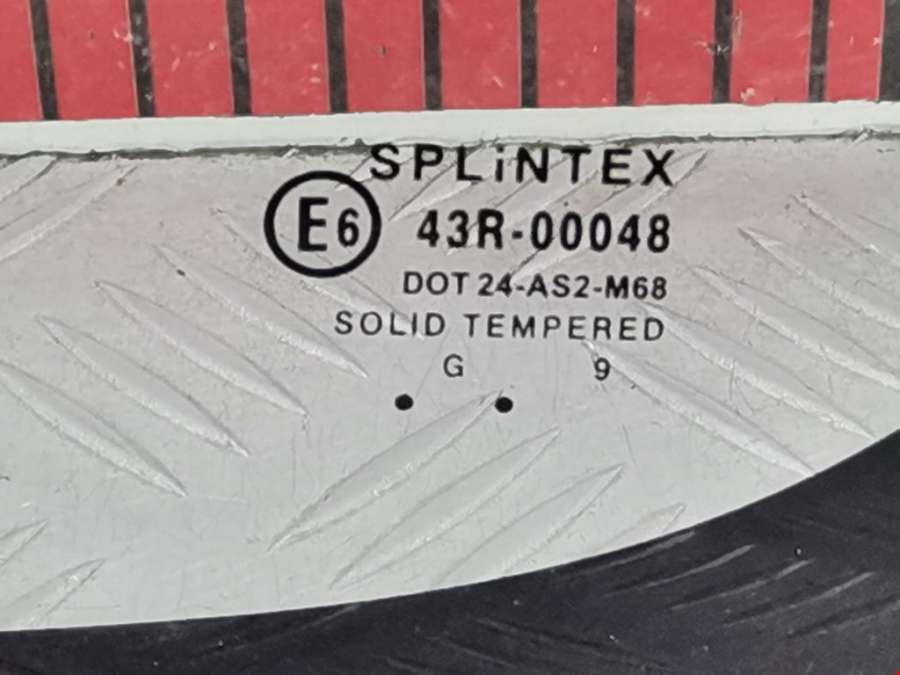 SPLiNTEX
E6 43R-00048
DOT 24-AS2-M68
SOLID TEMPERED
G 9